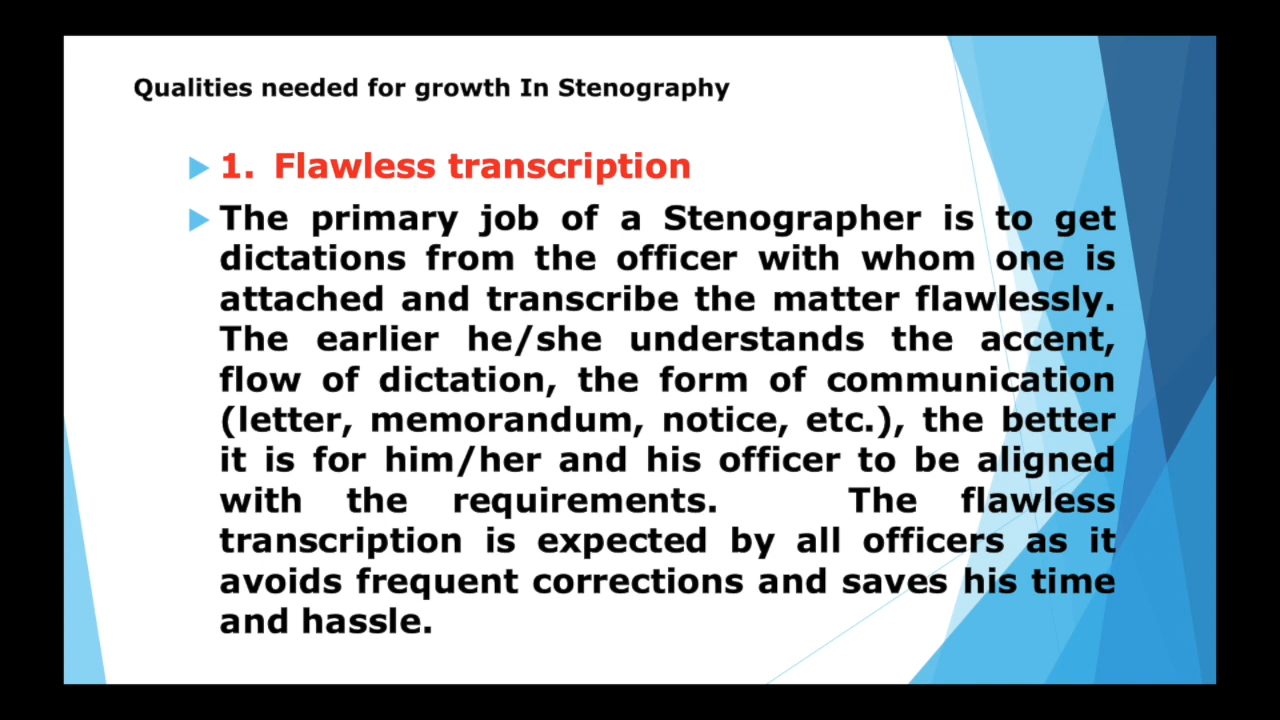 Qualities needed for growth In Stenography
1. Flawless transcription
The primary job of a Stenographer is to get
dictations from the officer with whom one is
attached and transcribe the matter flawlessly.
The earlier he/she understands the accent,
flow of dictation, the form of communication
(letter, memorandum, notice, etc.), the better
it is for him/her and his officer to be aligned
with the requirements. The flawless
transcription is expected by all officers as it
avoids frequent corrections and saves his time
and hassle.